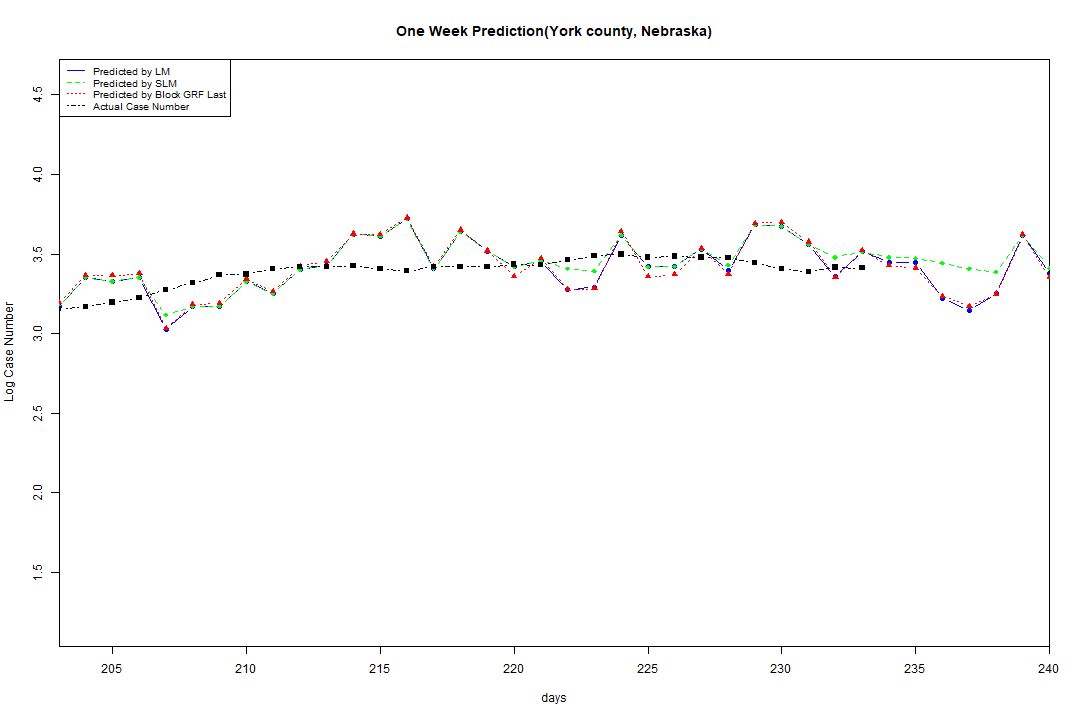 One Week Prediction(York county, Nebraska)
Predicted by LM
Predicted by SLM
Predicted by Block GRF Last
Actual Case Number
4.5
4.0
3.5
3.0
2.5
2.0
1.5
Log Case Number
205 210 215 220 225 230 235 240
days